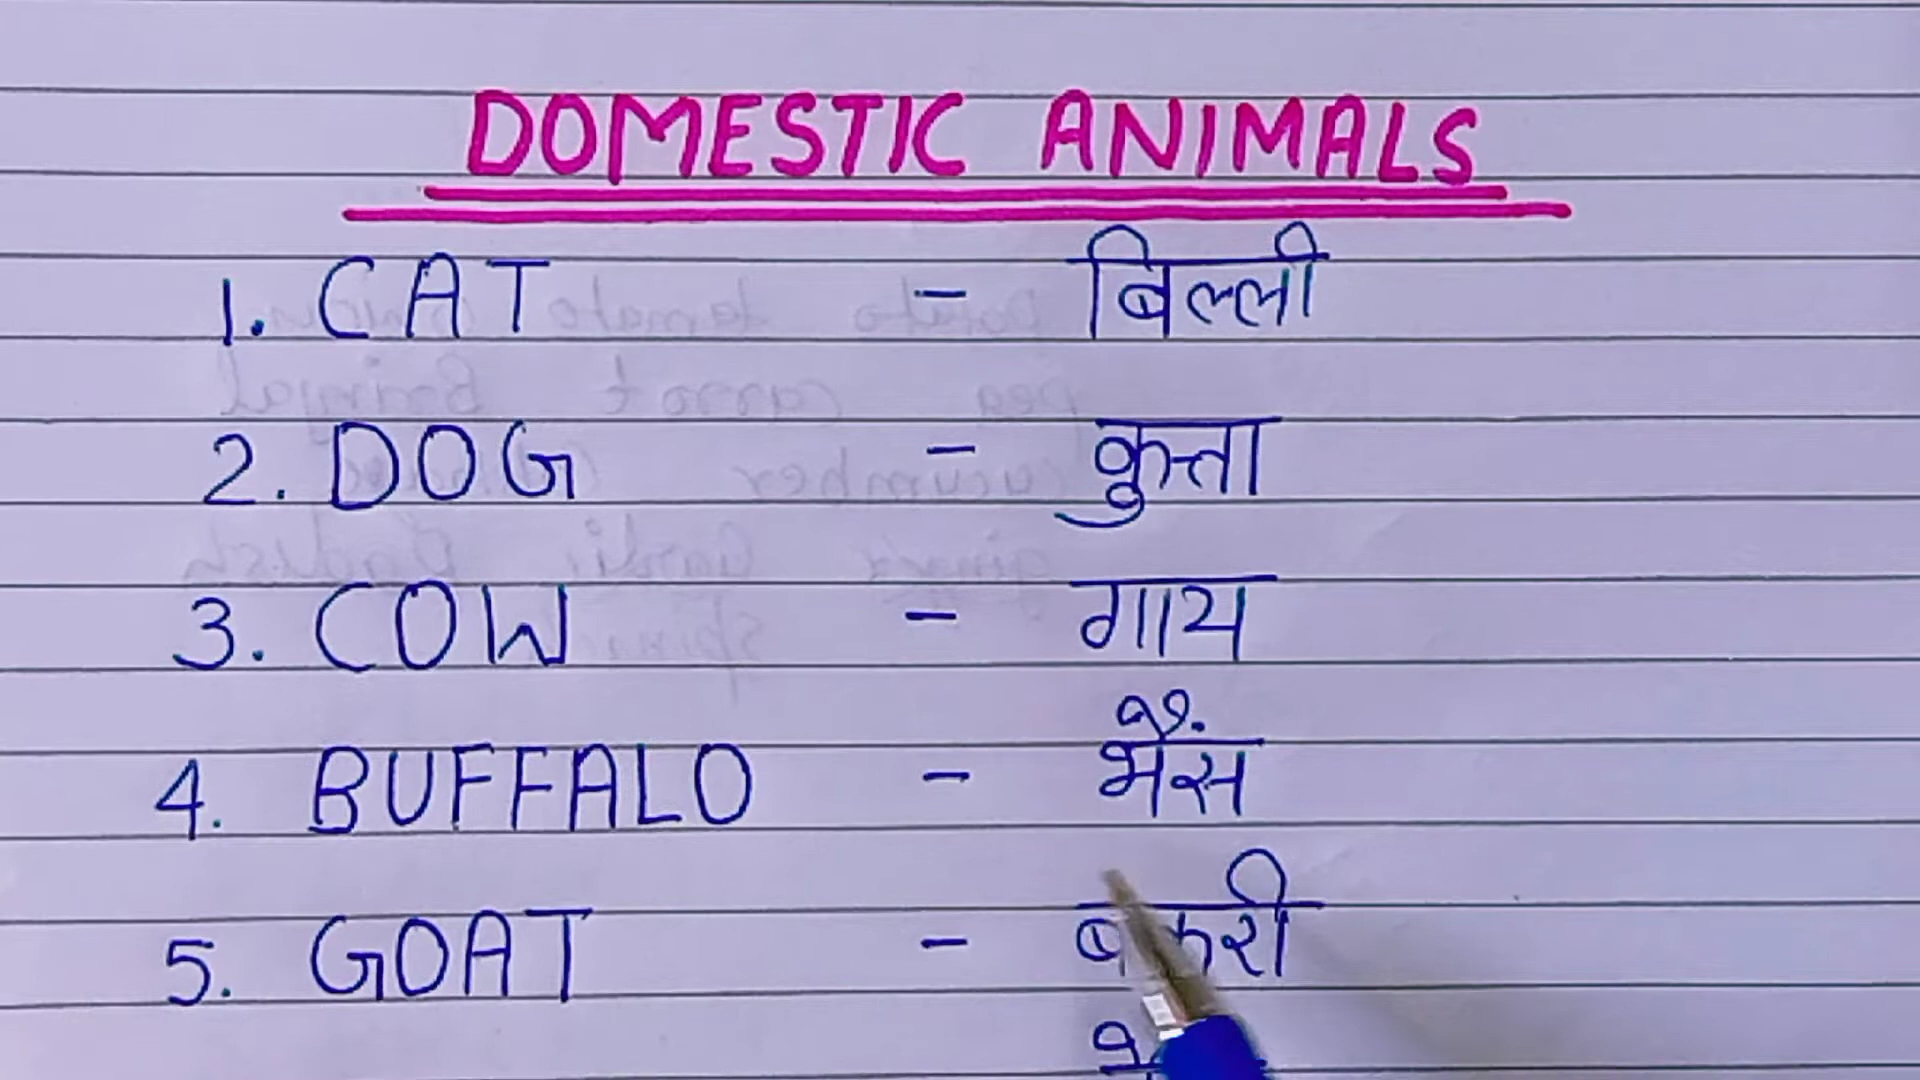 DOMESTIC ANIMALS
1. CAT - बिल्ली
2. DOG - कुत्ता
3. COW - गाय
4. BUFFALO - भैंस
5. GOAT - बकरी